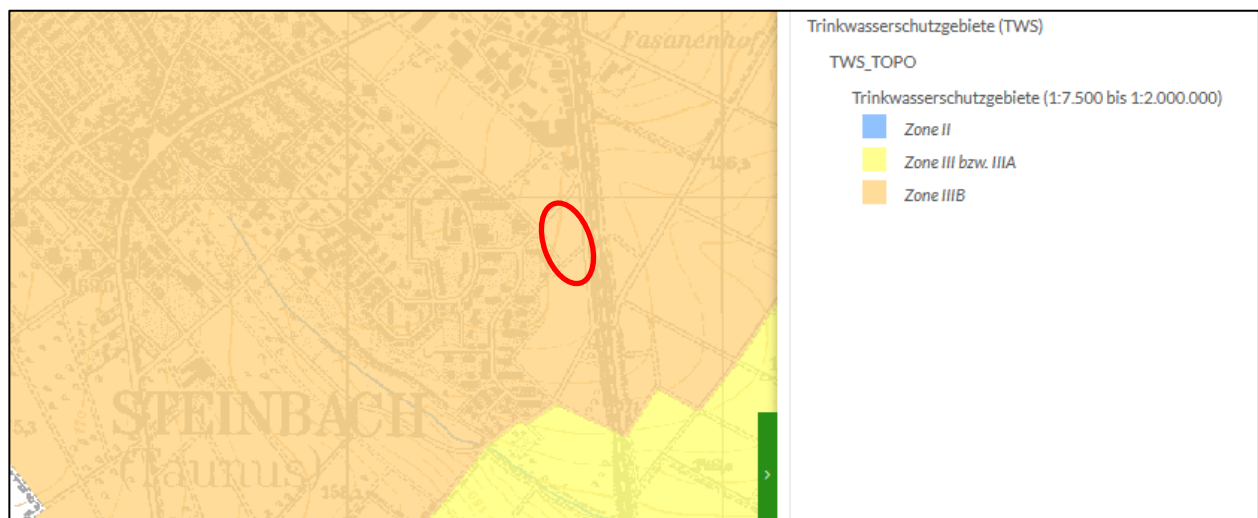 Fasanenhof
STEINBACH
(Taunus)
Trinkwasserschutzgebiete (TWS)
TWS_TOPO
Trinkwasserschutzgebiete (1:7.500 bis 1:2.000.000)
Zone II
Zone III bzw. IIIA
Zone IIIB